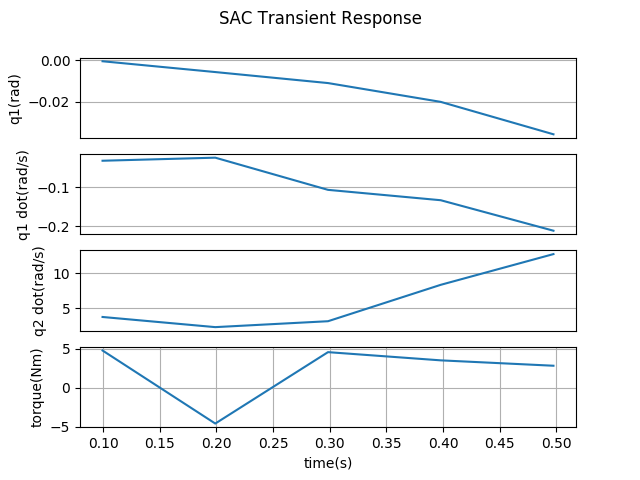 SAC Transient Response
q1(rad)
0.00
−0.02
q1 dot(rad/s)
−0.1
−0.2
q2 dot(rad/s)
10
5
torque(Nm)
5
0
−5
0.10 0.15 0.20 0.25 0.30 0.35 0.40 0.45 0.50
time(s)